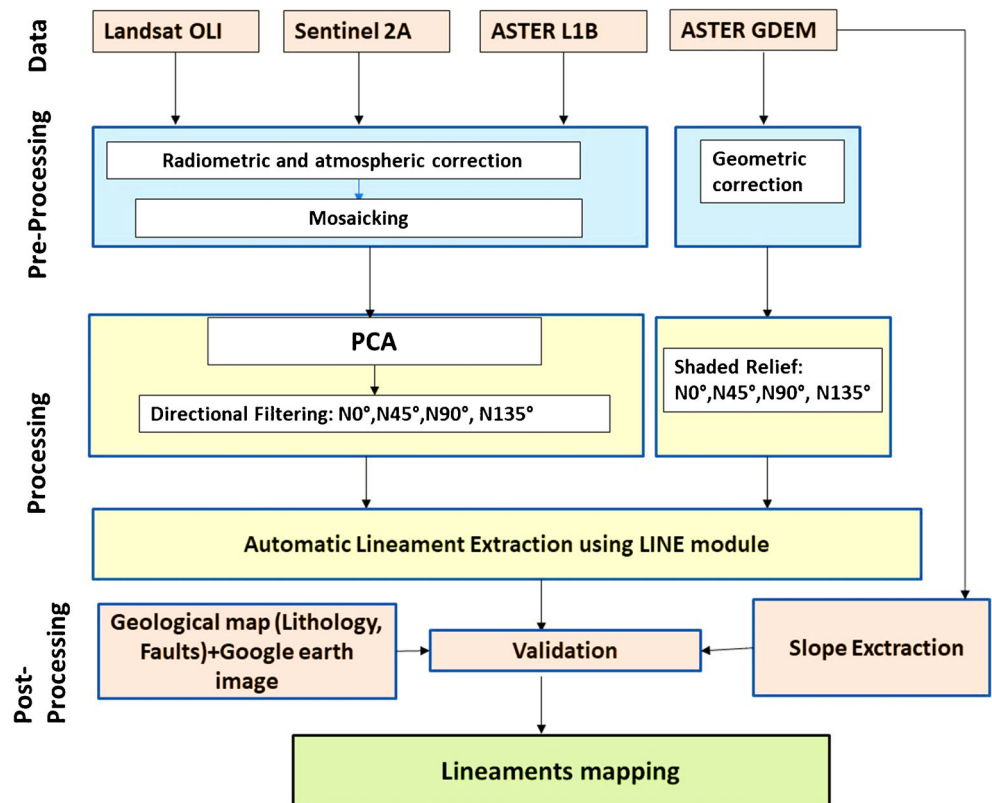 Data
Landsat OLI
Sentinel 2A
ASTER L1B
ASTER GDEM
Pre-Processing
Radiometric and atmospheric correction
Mosaicking
Geometric
correction
Processing
PCA
Directional Filtering: N0°,N45°,N90°, N135°
Shaded Relief:
N0°,N45°,N90°, N135°
Automatic Lineament Extraction using LINE module
Post-
Processing
Geological map (Lithology,
Faults)+Google earth
image
Validation
Slope Exctraction
Lineaments mapping